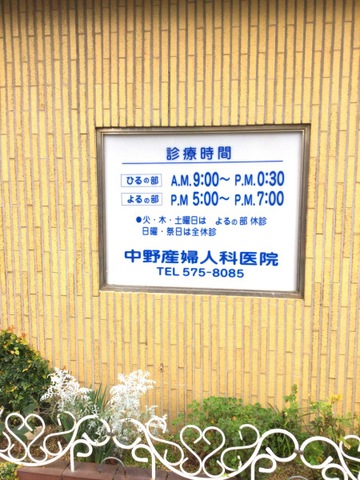 診療時間
ひるの部 A.M.9:00〜P.M.0:30
よるの部 P.M 5:00〜P.M.7:00
●火・木・土曜日は よるの部 休診
日曜・祭日は全休診
中野産婦人科医院
TEL 575-8085